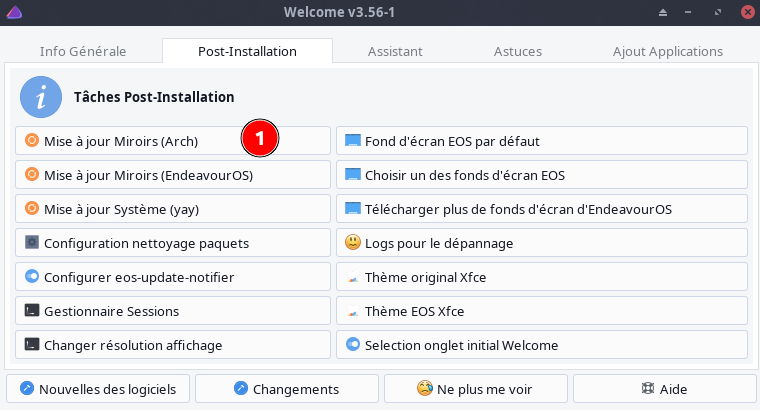 Welcome v3.56-1
Info Générale
Post-Installation
Assistant
Astuces
Ajout Applications
i
Tâches Post-Installation
Mise à jour Miroirs (Arch)
1
Fond d'écran EOS par défaut
Mise à jour Miroirs (EndeavourOS)
Choisir un des fonds d'écran EOS
Mise à jour Système (yay)
Télécharger plus de fonds d'écran d'EndeavourOS
Configuration nettoyage paquets
Logs pour le dépannage
Configurer eos-update-notifier
Thème original Xfce
Gestionnaire Sessions
Thème EOS Xfce
Changer résolution affichage
Selection onglet initial Welcome
Nouvelles des logiciels
Changements
Ne plus me voir
Aide